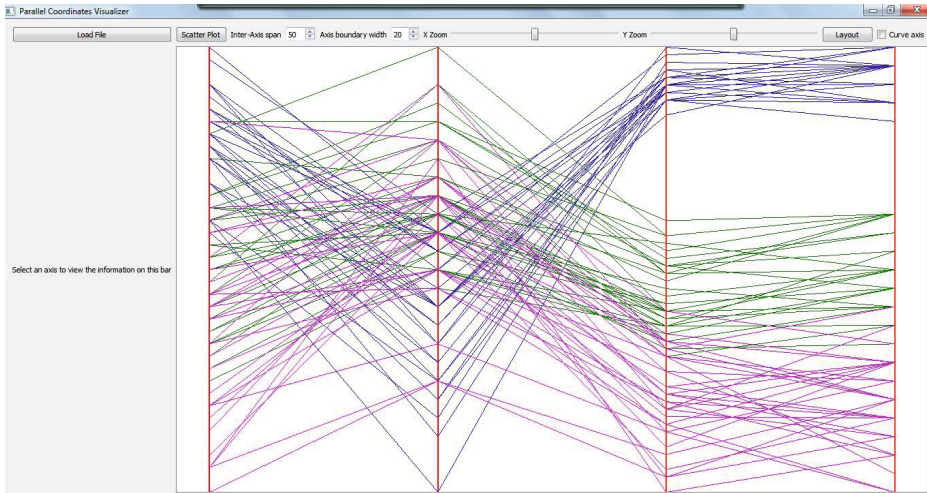 Parallel Coordinates Visualizer
Load File Scatter Plot Inter-Axis span 50 Axis boundary width 20 X Zoom Y Zoom Layout Curve axis
Select an axis to view the information on this bar